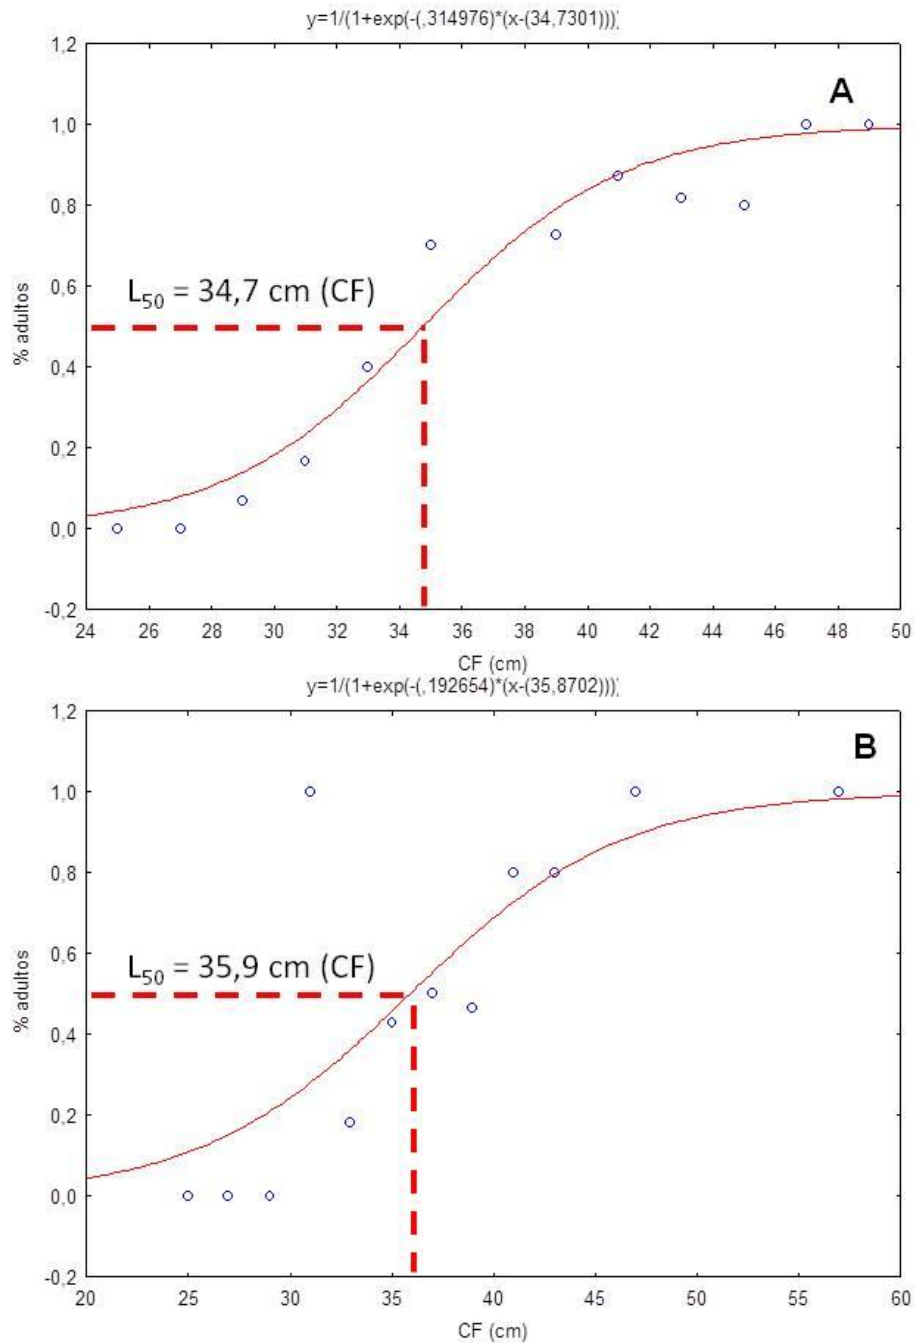 y=1/(1+exp(-(,314976)*(x-(34,7301))))
A
1,2
1,0
0,8
0,6
0,4
0,2
0,0
-0,2
% adultos
L50 = 34,7 cm (CF)
24 26 28 30 32 34 36 38 40 42 44 46 48 50
CF (cm)
y=1/(1+exp(-(,192654)*(x-(35,8702))))
B
1,2
1,0
0,8
0,6
0,4
0,2
0,0
-0,2
% adultos
L50 = 35,9 cm (CF)
20 25 30 35 40 45 50 55 60
CF (cm)